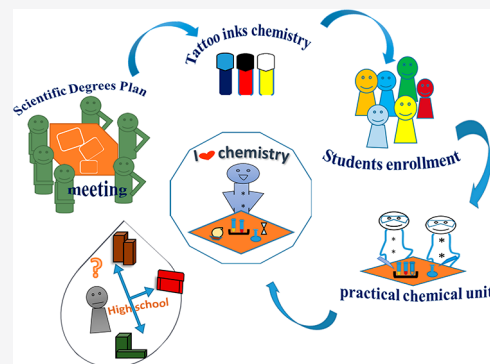 Scientific Degrees Plan
meeting
Tattoo inks chemistry
Students enrollment
practical chemical unit
I ❤ chemistry
?
High school